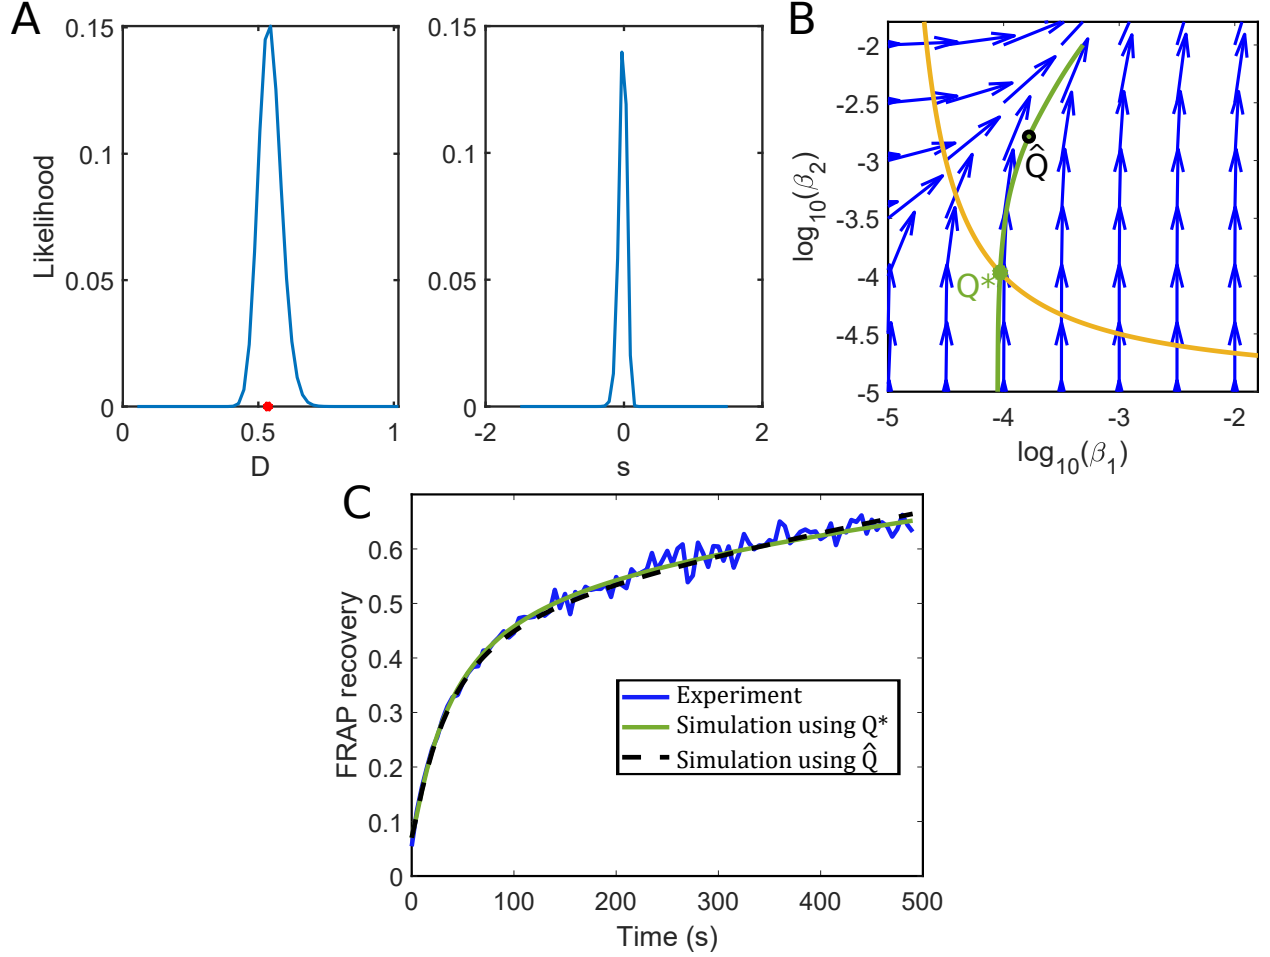 A
0.15
0.1
0.05
0
Likelihood
0
0.5
1
D
0.15
0.1
0.05
0
-2
0
2
s
B
-2
-2.5
-3
-3.5
-4
-4.5
-5
log10(β2)
Q̂
Q*
-5
-4
-3
-2
log10(β1)
C
0.6
0.5
0.4
0.3
0.2
0.1
0
FRAP recovery
Experiment
Simulation using Q*
Simulation using Q̂
0
100
200
300
400
500
Time (s)